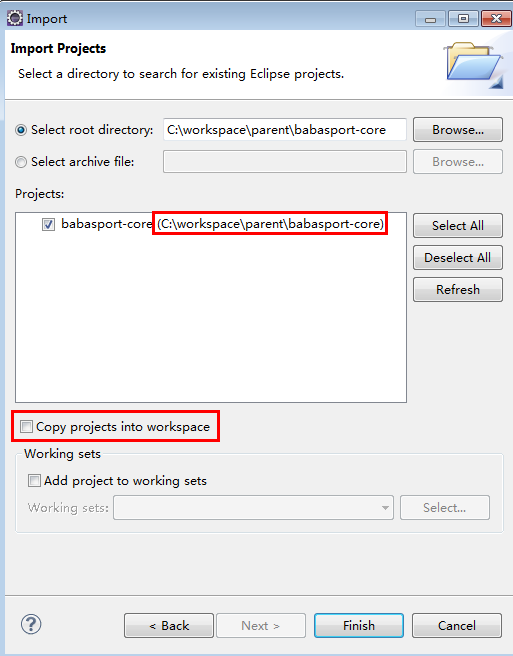 Import
Import Projects
Select a directory to search for existing Eclipse projects.
Select root directory: C:\workspace\parent\babasport-core Browse...
Select archive file: Browse...
Projects:
babasport-core (C:\workspace\parent\babasport-core)
Select All
Deselect All
Refresh
Copy projects into workspace
Working sets
Add project to working sets
Working sets: Select...
? < Back Next > Finish Cancel